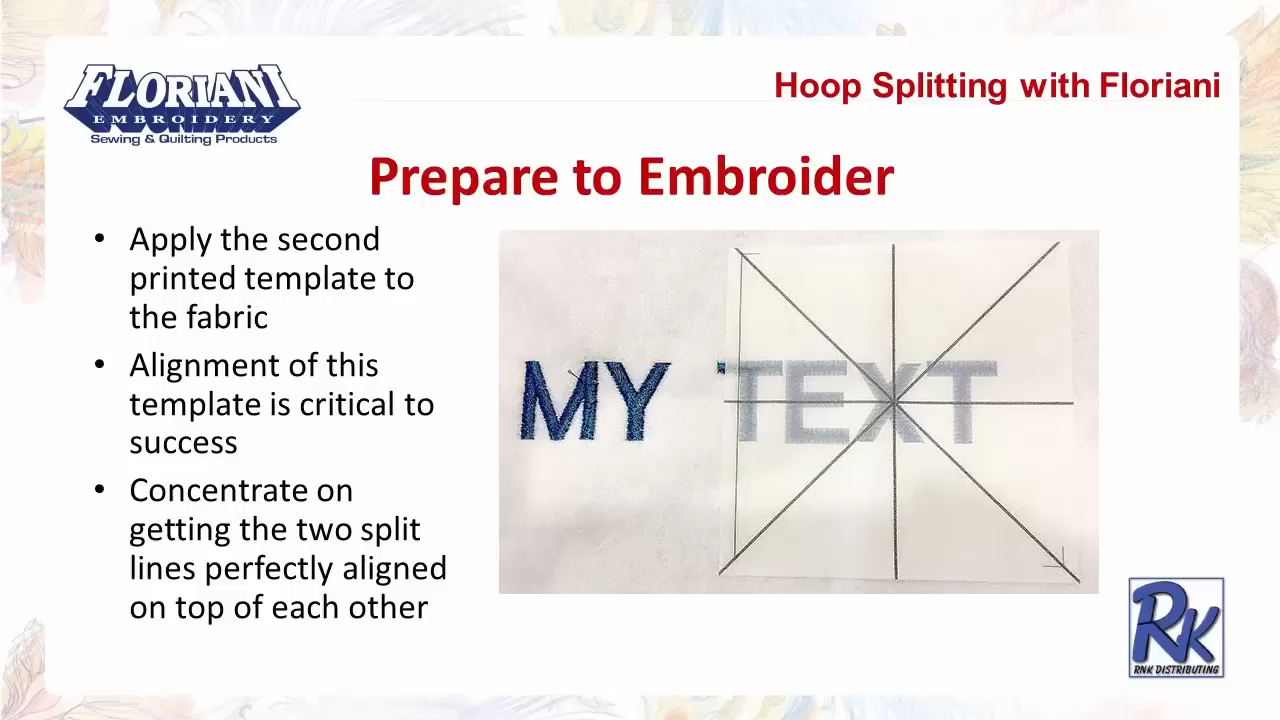 FLORIANI
EMBROIDERY
Sewing & Quilting Products
Hoop Splitting with Floriani
Prepare to Embroider
• Apply the second
printed template to
the fabric
• Alignment of this
template is critical to
success
• Concentrate on
getting the two split
lines perfectly aligned
on top of each other
MY TEXT
RNK
RNK DISTRIBUTING